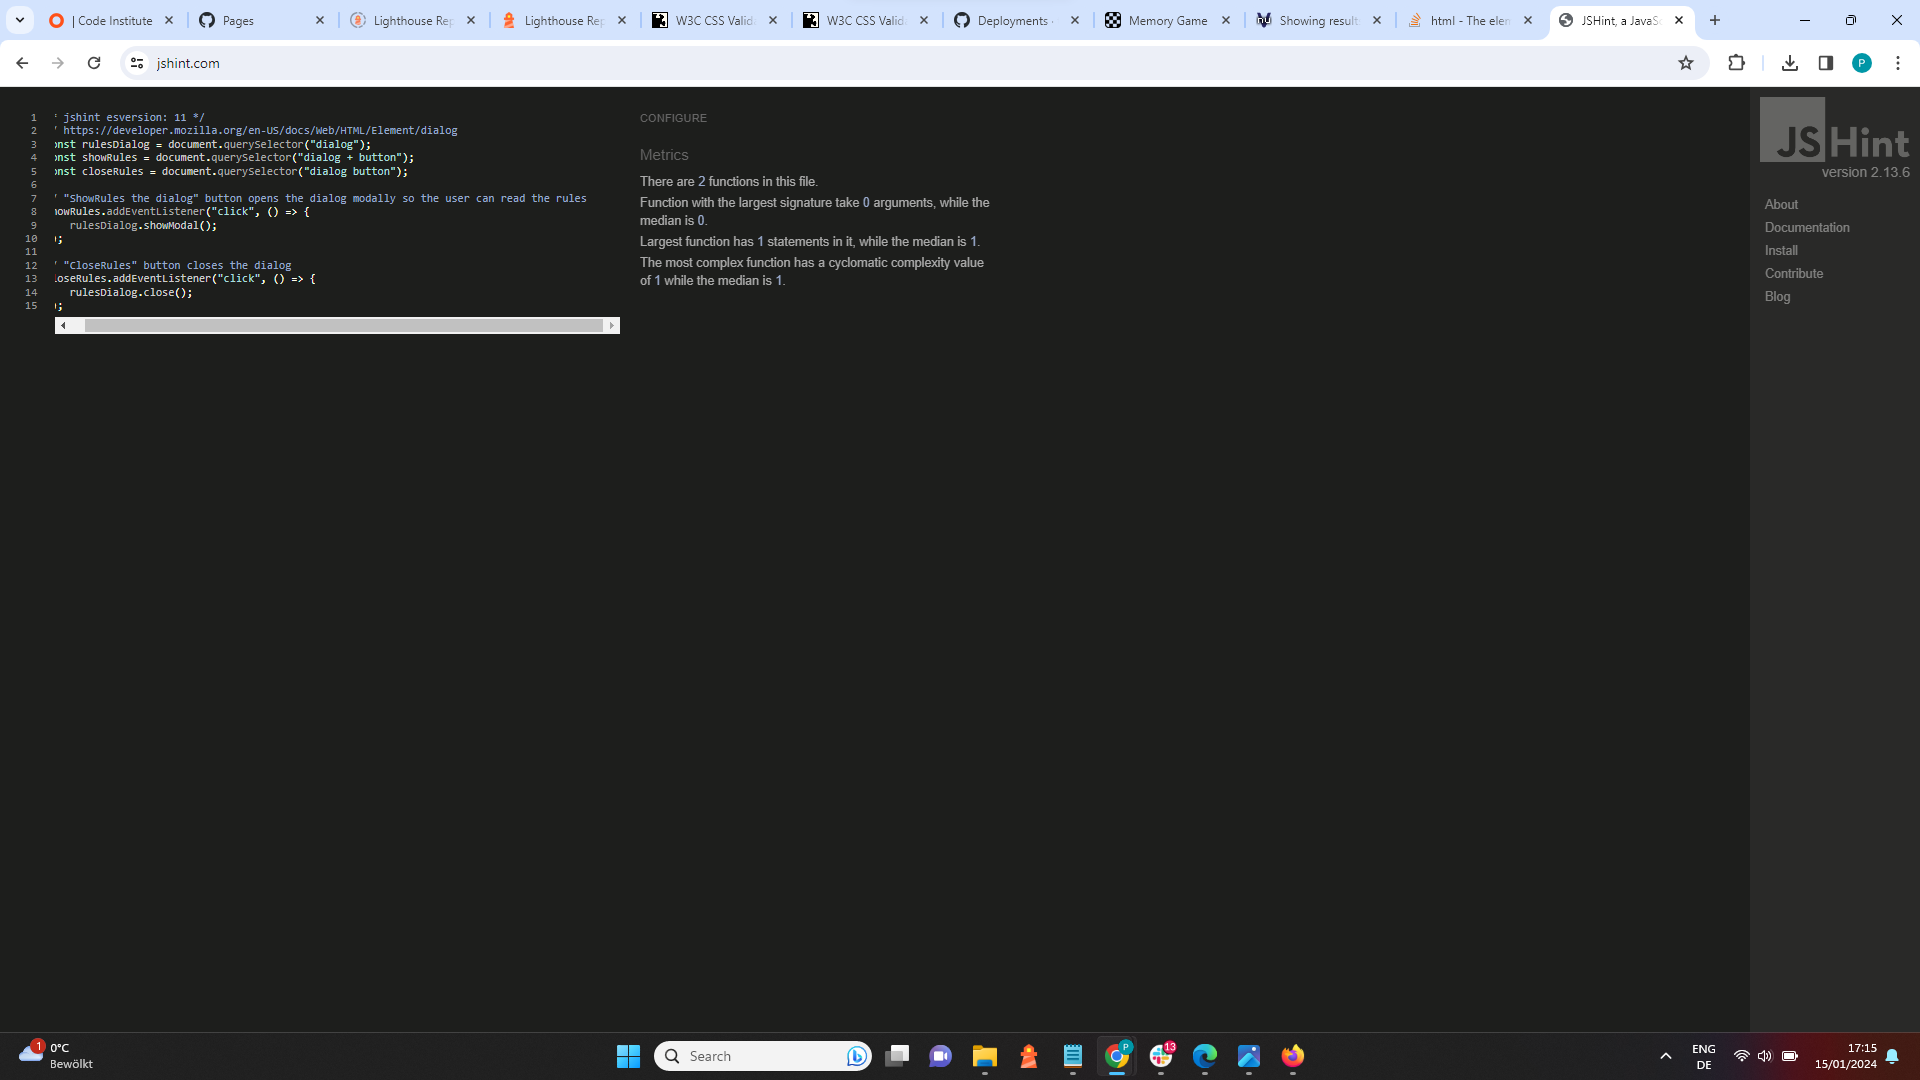 | Code Institute
Pages
Lighthouse Rep
Lighthouse Rep
W3C CSS Valid
W3C CSS Valid
Deployments
Memory Game
Showing result
html - The elem
JSHint, a JavaSc
jshint.com
1 * jshint esversion: 11 */
2 / https://developer.mozilla.org/en-US/docs/Web/HTML/Element/dialog
3 onst rulesDialog = document.querySelector("dialog");
4 onst showRules = document.querySelector("dialog + button");
5 onst closeRules = document.querySelector("dialog button");
6
7 / "ShowRules the dialog" button opens the dialog modally so the user can read the rules
8 howRules.addEventListener("click", () => {
9 rulesDialog.showModal();
10 );
11
12 / "CloseRules" button closes the dialog
13 loseRules.addEventListener("click", () => {
14 rulesDialog.close();
15 );
CONFIGURE
Metrics
There are 2 functions in this file.
Function with the largest signature take 0 arguments, while the
median is 0.
Largest function has 1 statements in it, while the median is 1.
The most complex function has a cyclomatic complexity value
of 1 while the median is 1.
JSHint
version 2.13.6
About
Documentation
Install
Contribute
Blog
P
1
0°C
Bewölkt
Search
P
13
ENG
DE
17:15
15/01/2024